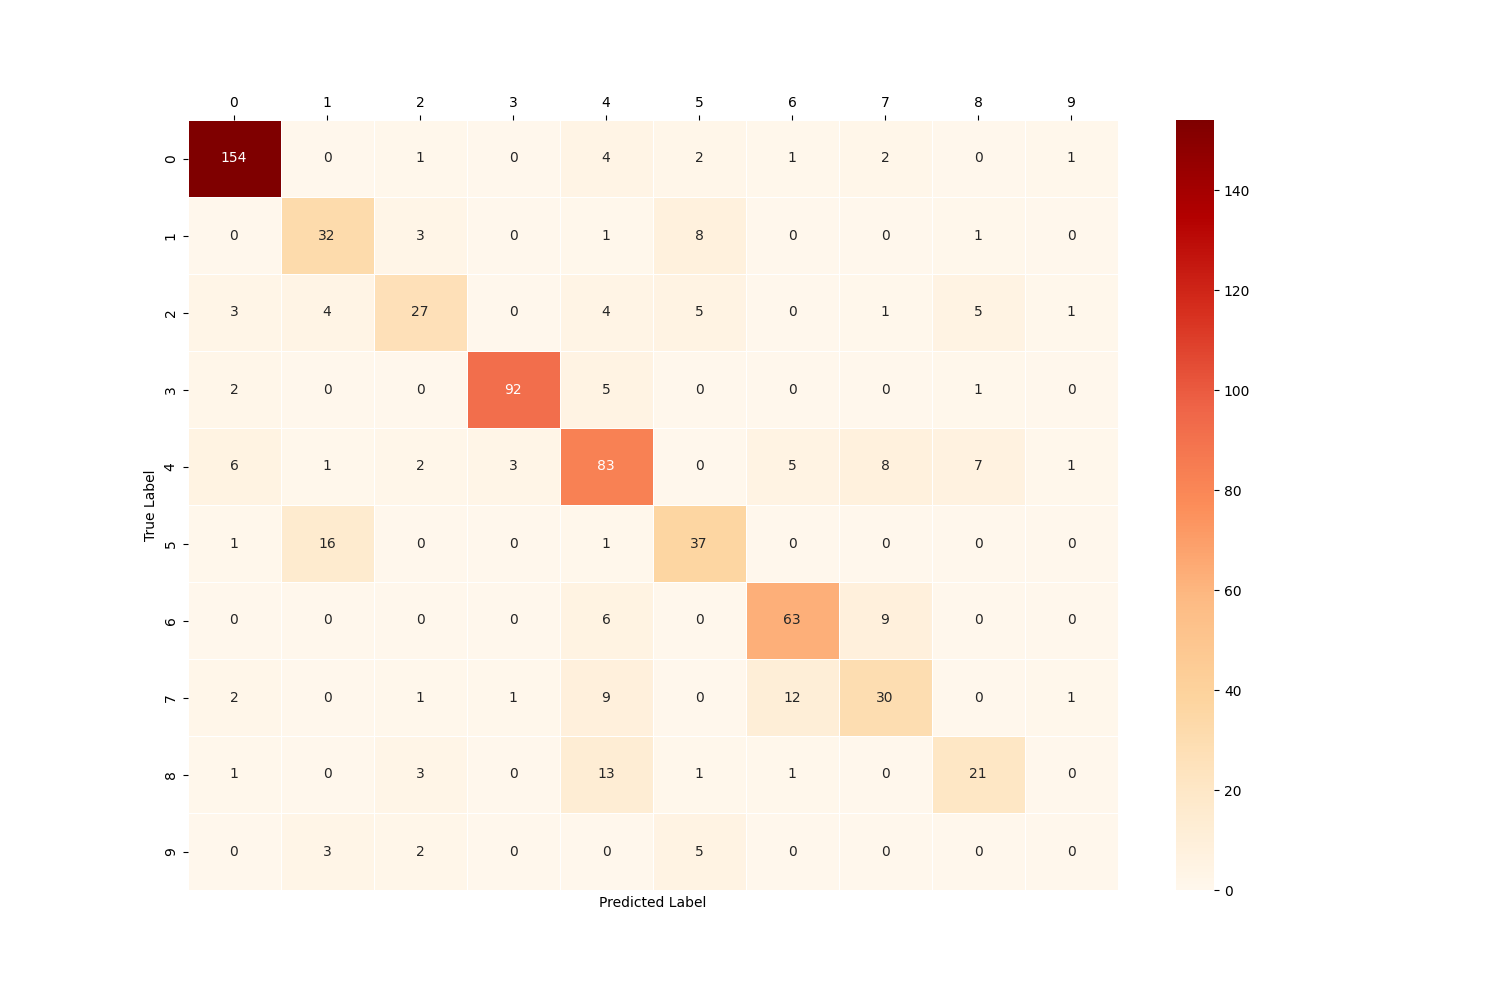 0 1 2 3 4 5 6 7 8 9
0 154 0 1 0 4 2 1 2 0 1
1 0 32 3 0 1 8 0 0 1 0
2 3 4 27 0 4 5 0 1 5 1
3 2 0 0 92 5 0 0 0 1 0
4 6 1 2 3 83 0 5 8 7 1
5 1 16 0 0 1 37 0 0 0 0
6 0 0 0 0 6 0 63 9 0 0
7 2 0 1 1 9 0 12 30 0 1
8 1 0 3 0 13 1 1 0 21 0
9 0 3 2 0 0 5 0 0 0 0
True Label
Predicted Label
140
120
100
80
60
40
20
0